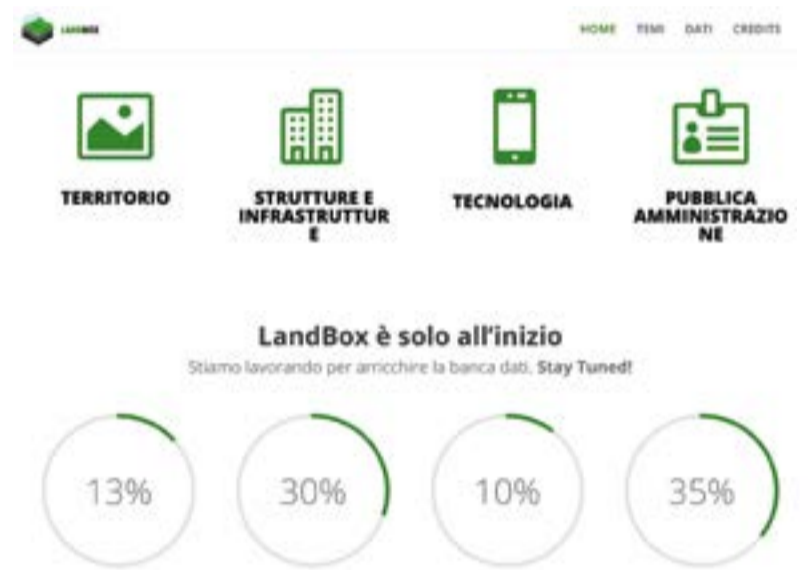 LANDBOX
HOME TEMI DATI CREDITS
TERRITORIO
STRUTTURE E
INFRASTRUTTUR
E
TECNOLOGIA
PUBBLICA
AMMINISTRAZIO
NE
LandBox è solo all'inizio
Stiamo lavorando per arricchire la banca dati. Stay Tuned!
13% 30% 10% 35%